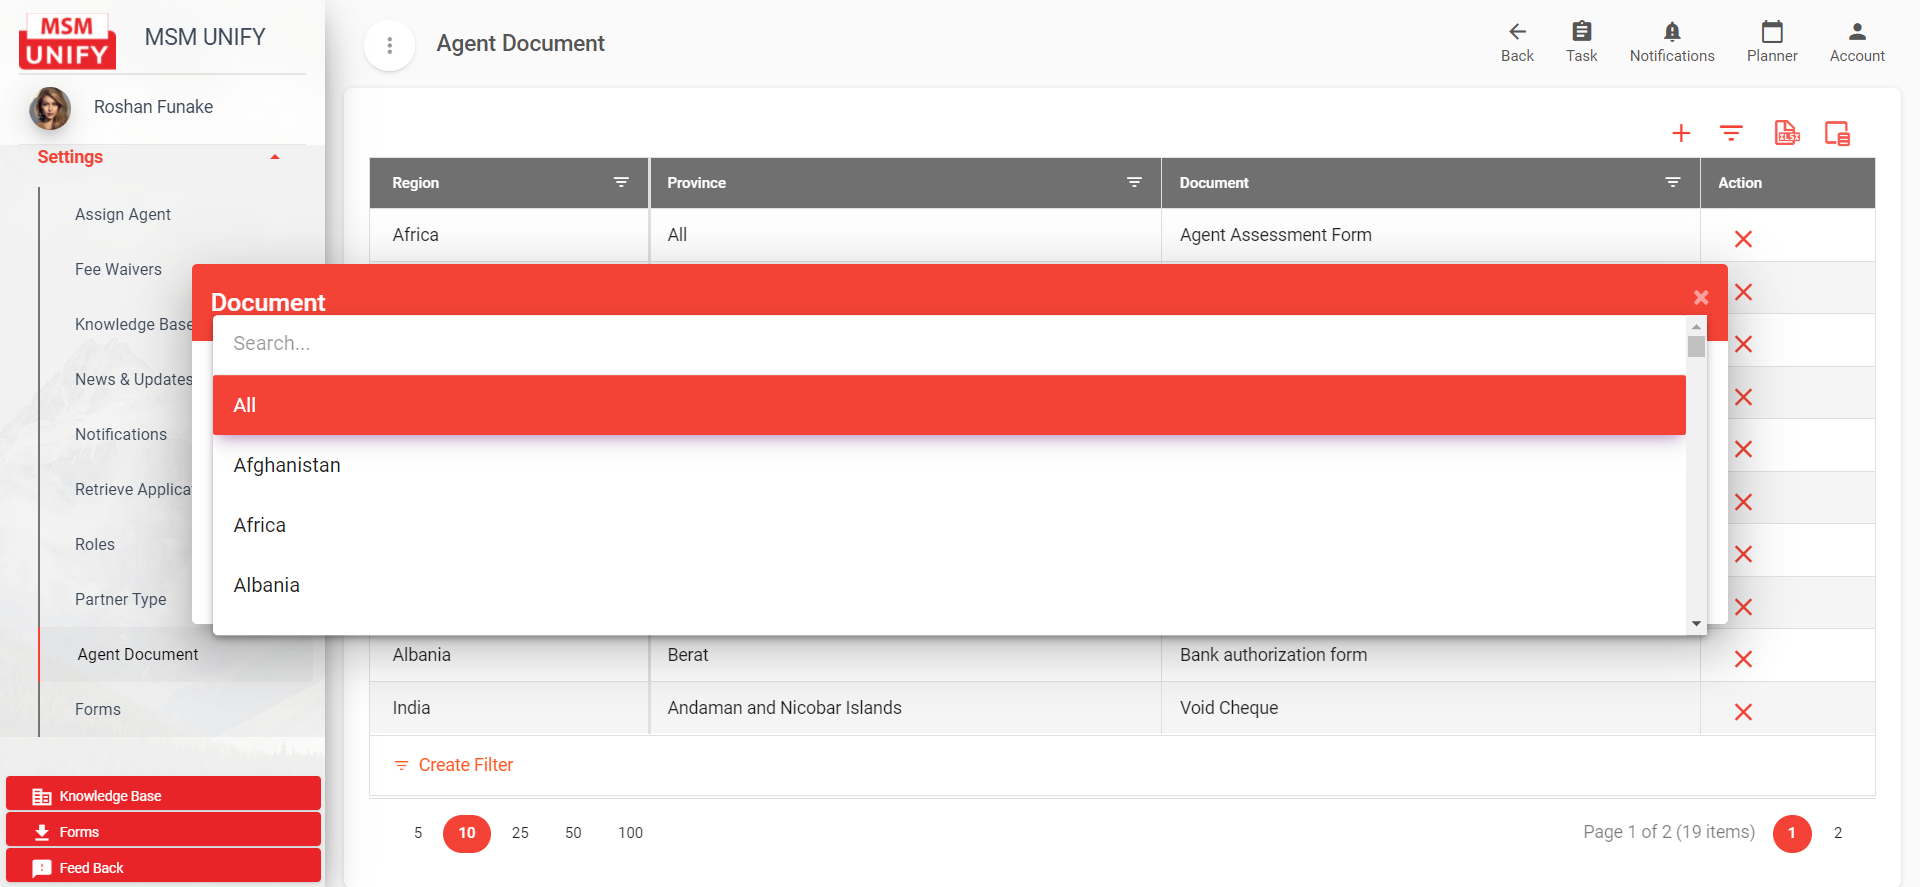 MSM
UNIFY
MSM UNIFY
Agent Document
Back
Task
Notifications
Planner
Account
Roshan Funake
Settings
Assign Agent
Fee Waivers
Knowledge Base
News & Updates
Notifications
Retrieve Applica
Roles
Partner Type
Agent Document
Forms
Knowledge Base
Forms
Feed Back
Region
Province
Document
Action
Africa
All
Agent Assessment Form
Document
Search...
All
Afghanistan
Africa
Albania
Albania
Berat
Bank authorization form
India
Andaman and Nicobar Islands
Void Cheque
Create Filter
5
10
25
50
100
Page 1 of 2 (19 items)
1
2